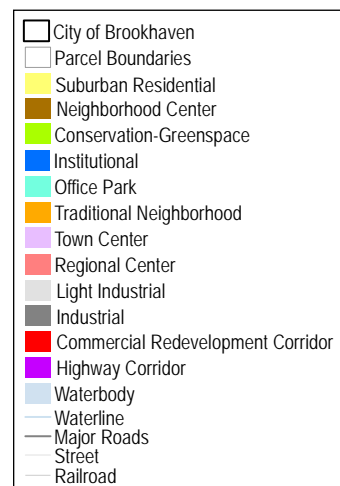 City of Brookhaven
Parcel Boundaries
Suburban Residential
Neighborhood Center
Conservation-Greenspace
Institutional
Office Park
Traditional Neighborhood
Town Center
Regional Center
Light Industrial
Industrial
Commercial Redevelopment Corridor
Highway Corridor
Waterbody
Waterline
Major Roads
Street
Railroad